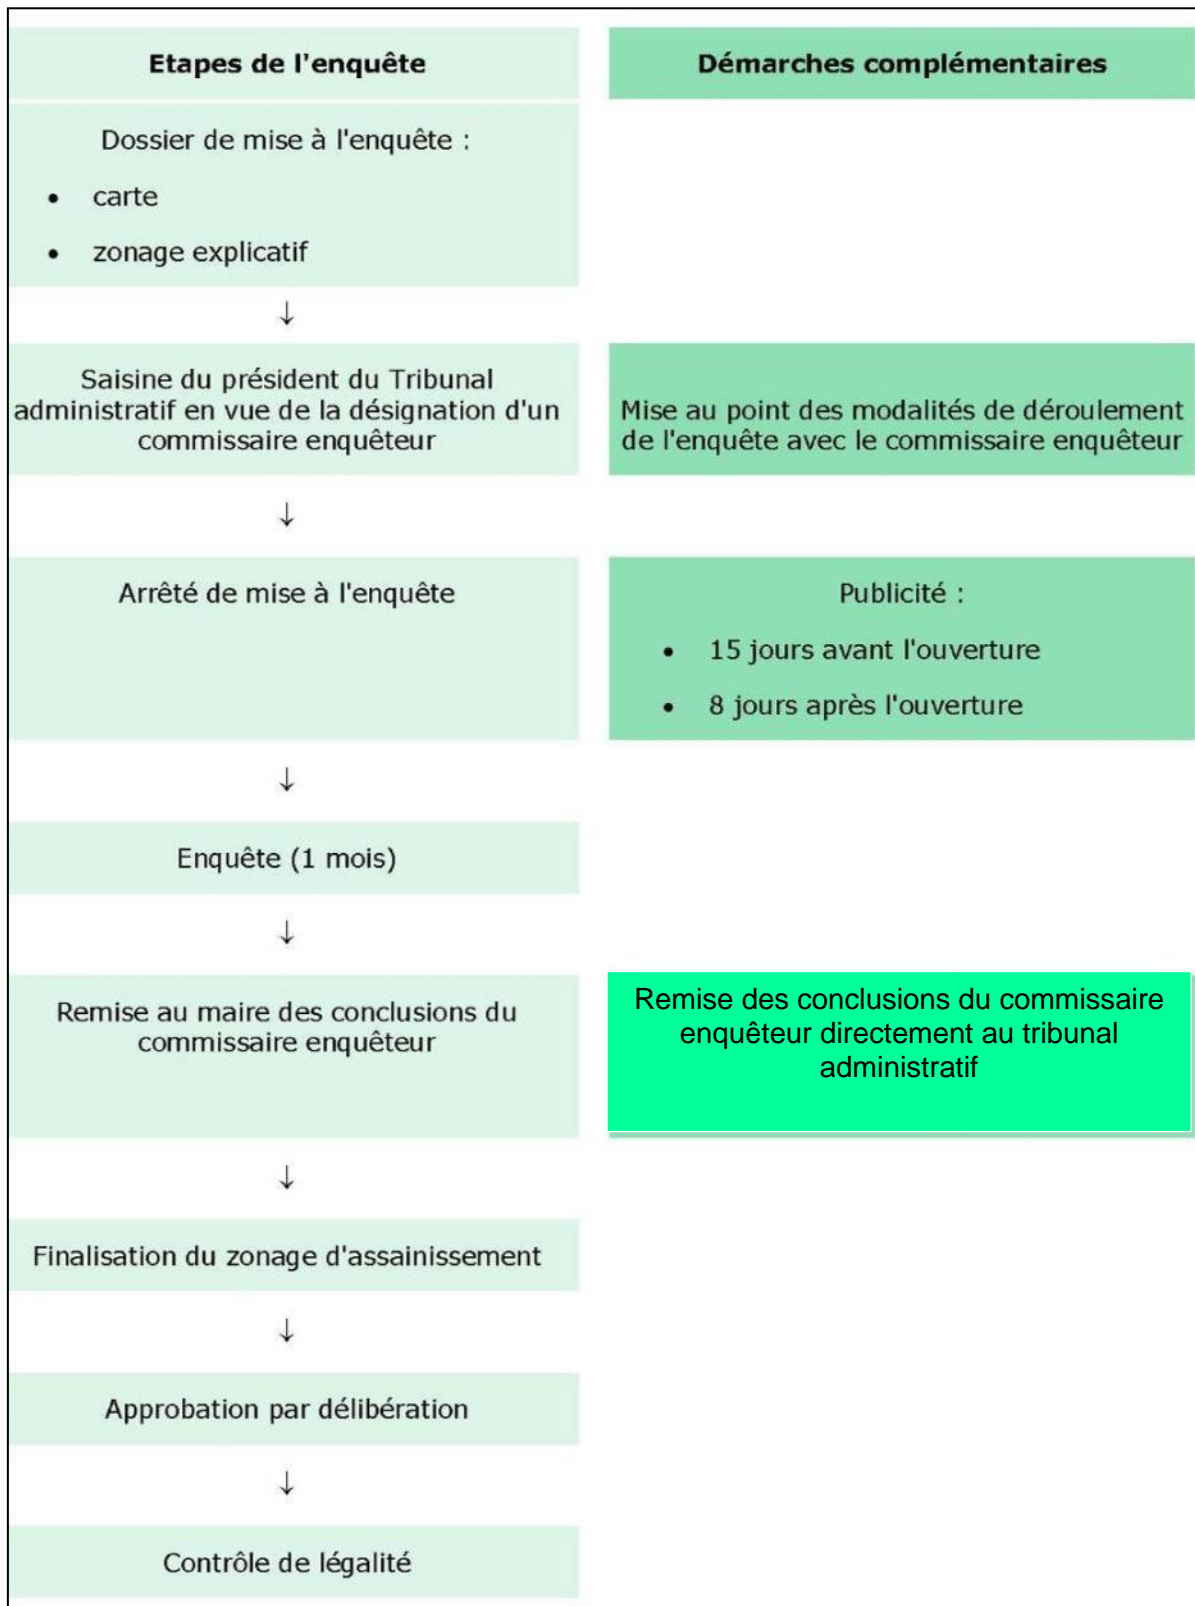 Etapes de l'enquête
Démarches complémentaires
Dossier de mise à l'enquête :
• carte
• zonage explicatif
↓
Saisine du président du Tribunal
administratif en vue de la désignation d'un
commissaire enquêteur
Mise au point des modalités de déroulement
de l'enquête avec le commissaire enquêteur
↓
Arrêté de mise à l'enquête
Publicité :
• 15 jours avant l'ouverture
• 8 jours après l'ouverture
↓
Enquête (1 mois)
↓
Remise au maire des conclusions du
commissaire enquêteur
Remise des conclusions du commissaire
enquêteur directement au tribunal
administratif
↓
Finalisation du zonage d'assainissement
↓
Approbation par délibération
↓
Contrôle de légalité